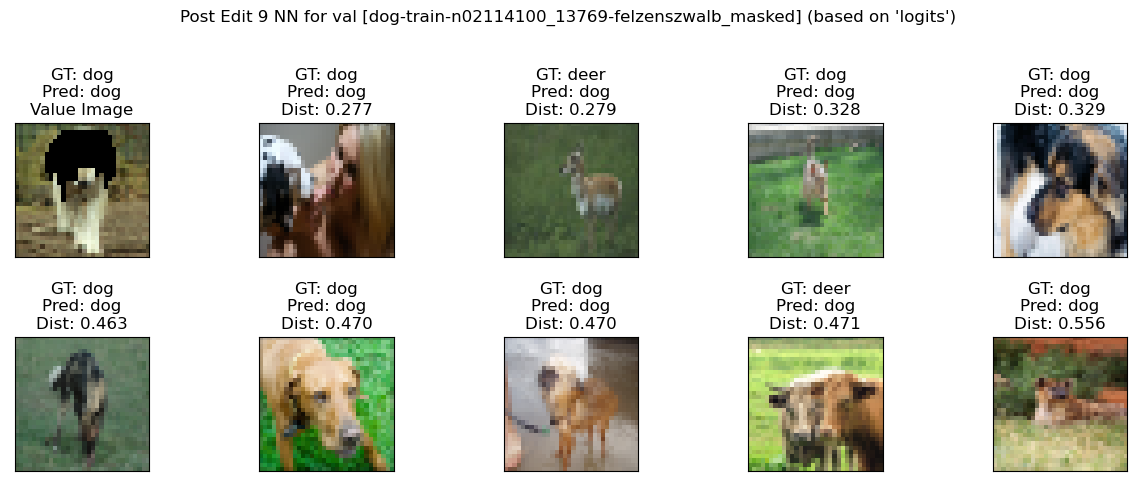 Post Edit 9 NN for val [dog-train-n02114100_13769-felzenszwalb_masked] (based on 'logits')
GT: dog
Pred: dog
Value Image
GT: dog
Pred: dog
Dist: 0.277
GT: deer
Pred: dog
Dist: 0.279
GT: dog
Pred: dog
Dist: 0.328
GT: dog
Pred: dog
Dist: 0.329
GT: dog
Pred: dog
Dist: 0.463
GT: dog
Pred: dog
Dist: 0.470
GT: dog
Pred: dog
Dist: 0.470
GT: deer
Pred: dog
Dist: 0.471
GT: dog
Pred: dog
Dist: 0.556